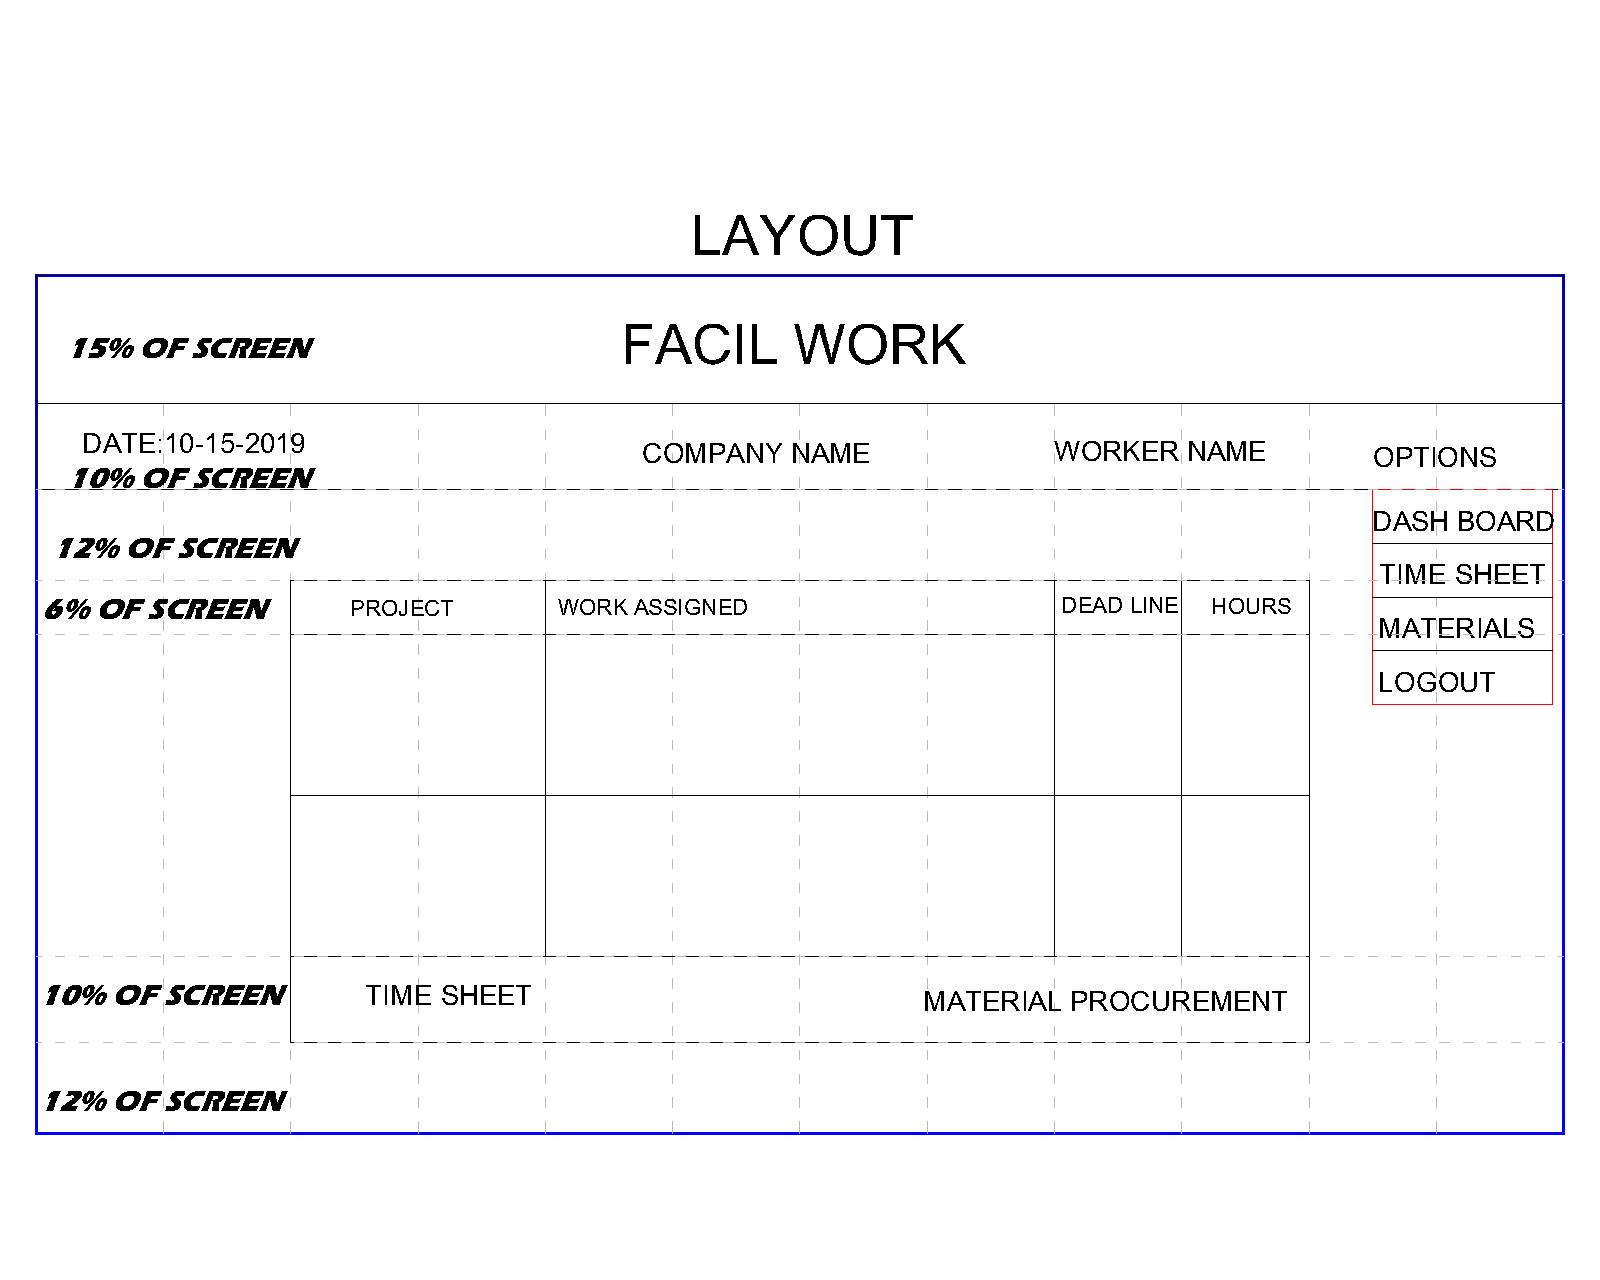 LAYOUT
15% OF SCREEN
FACIL WORK
DATE:10-15-2019
10% OF SCREEN
COMPANY NAME
WORKER NAME
OPTIONS
12% OF SCREEN
DASH BOARD
TIME SHEET
MATERIALS
LOGOUT
6% OF SCREEN
PROJECT
WORK ASSIGNED
DEAD LINE
HOURS
10% OF SCREEN
TIME SHEET
MATERIAL PROCUREMENT
12% OF SCREEN